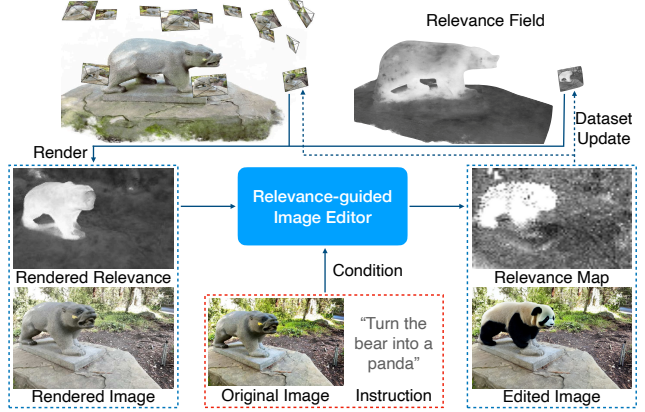 Relevance Field
Dataset
Update
Render
Relevance-guided
Image Editor
Rendered Relevance
Relevance Map
Condition
"Turn the
bear into a
panda"
Rendered Image
Original Image
Instruction
Edited Image